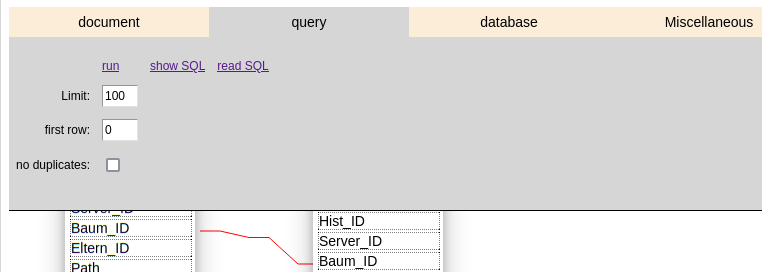 document query database Miscellaneous
run show SQL read SQL
Limit: 100
first row: 0
no duplicates:
Server_ID
Baum_ID
Eltern_ID
Path
Hist_ID
Server_ID
Baum_ID